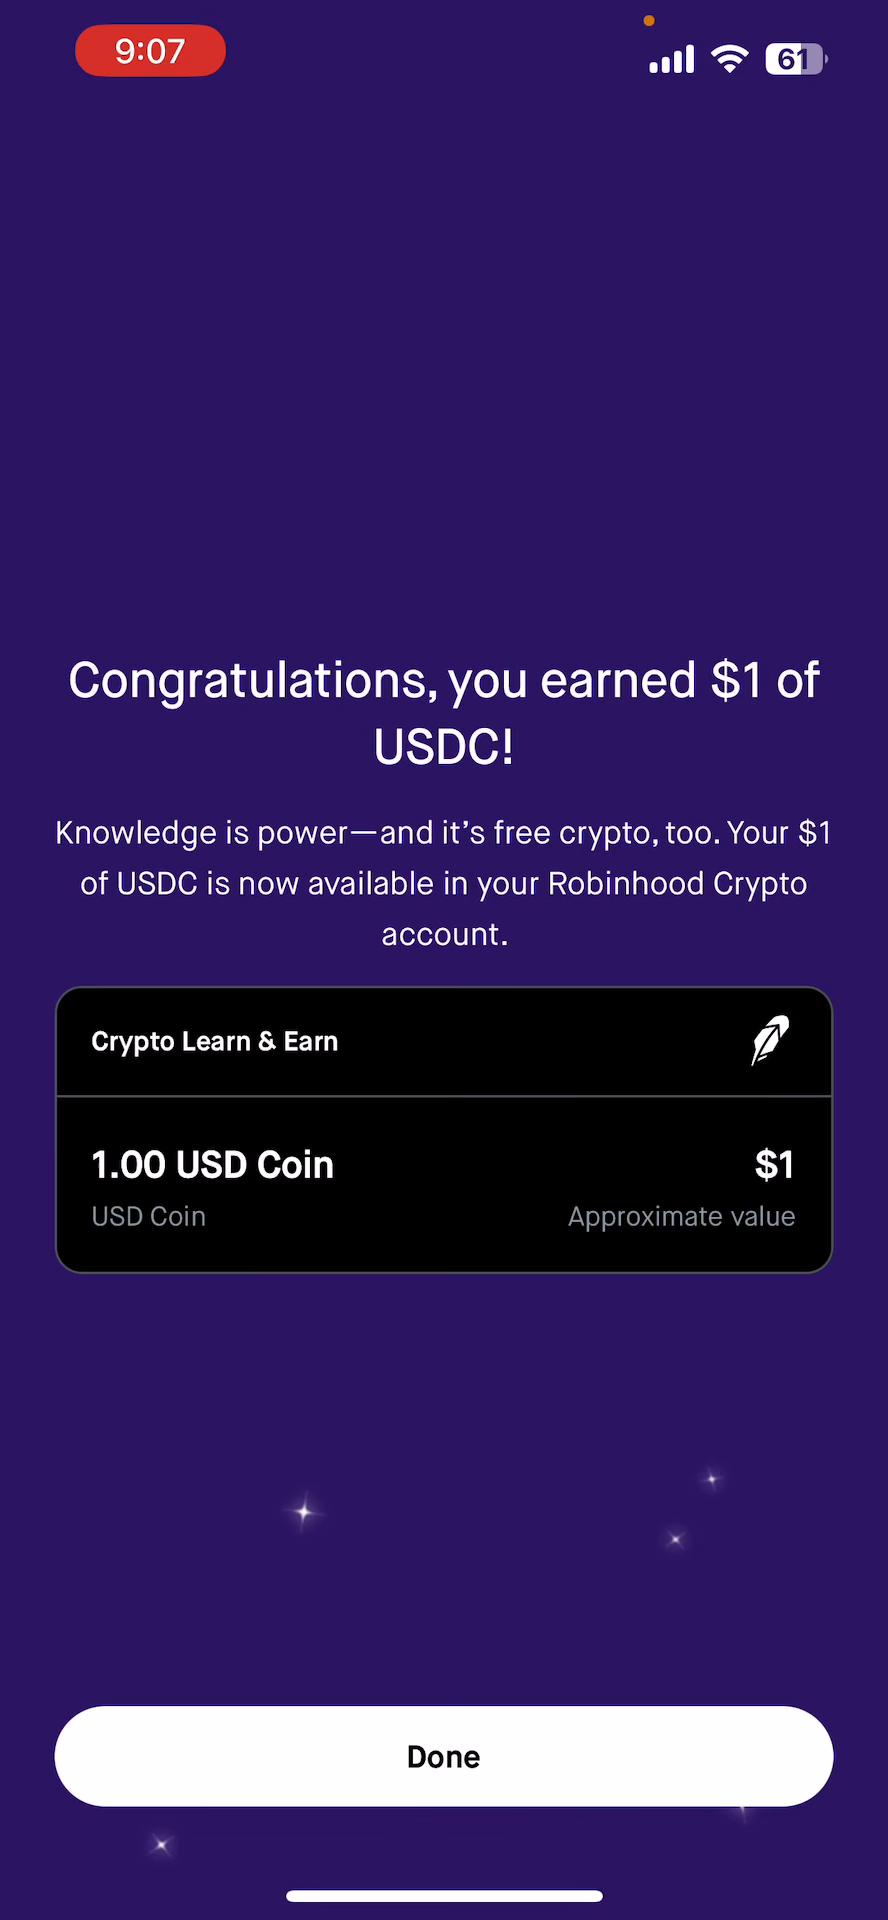 9:07
61
Congratulations, you earned $1 of
USDC!
Knowledge is power—and it’s free crypto, too. Your $1
of USDC is now available in your Robinhood Crypto
account.
Crypto Learn & Earn
1.00 USD Coin
$1
USD Coin
Approximate value
Done